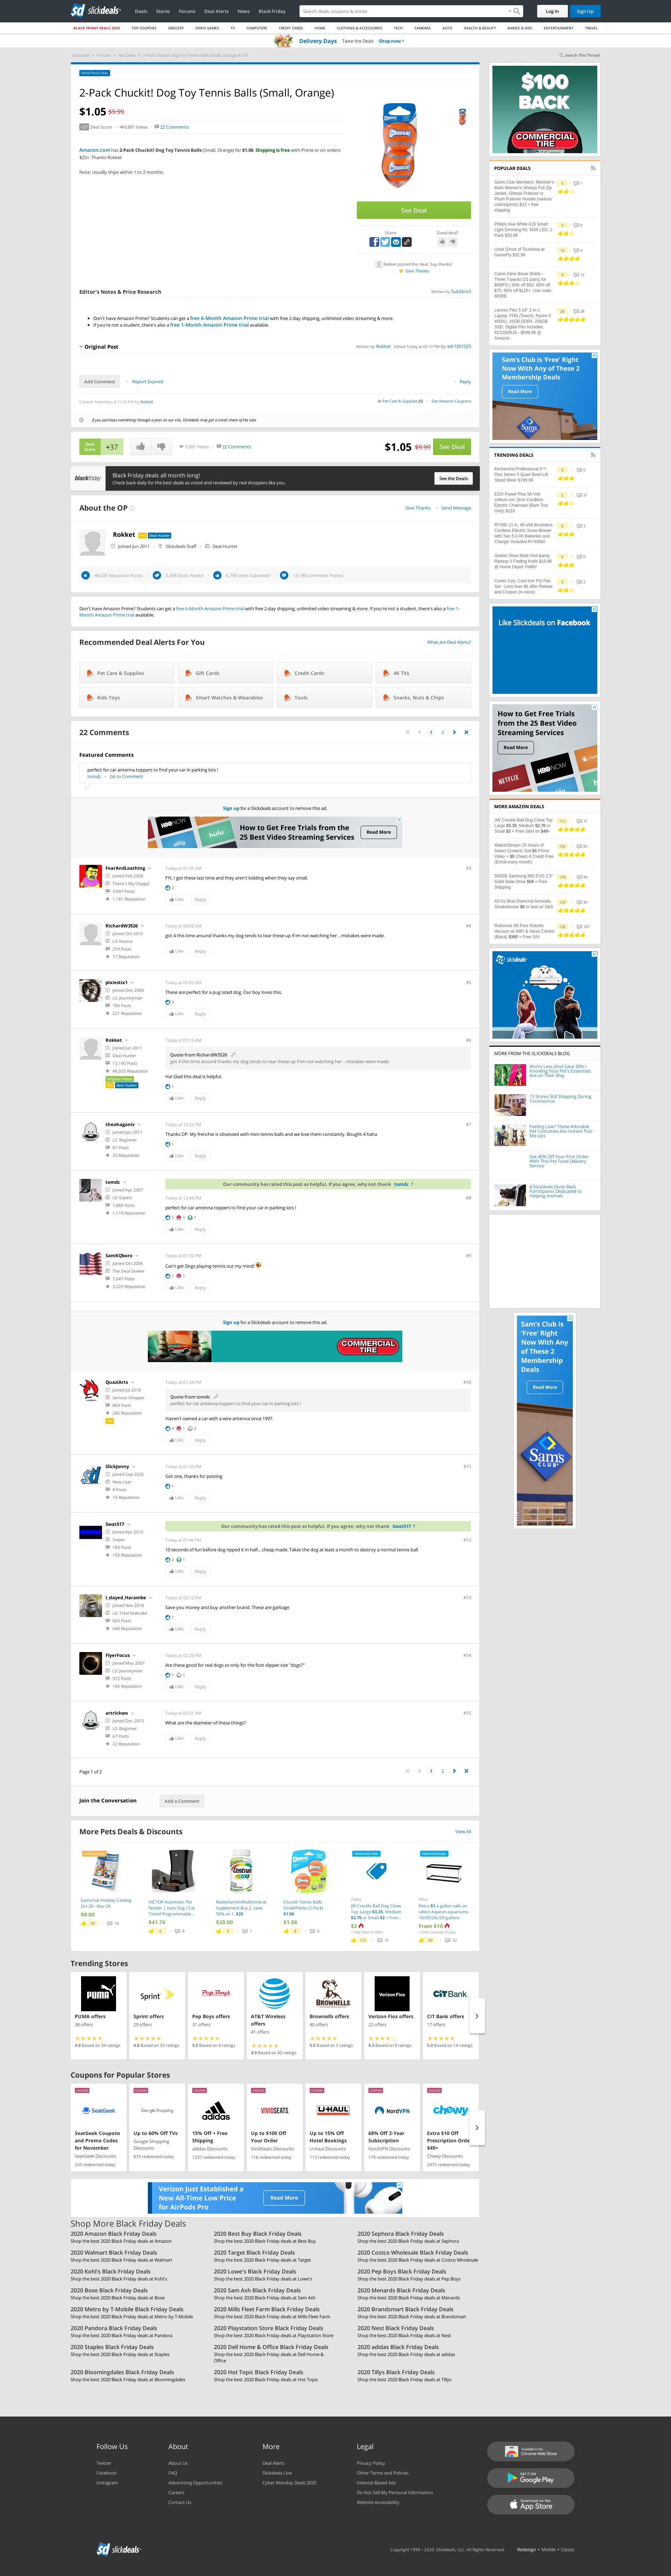 slickdeals
Deals Stores Forums Deal Alerts News Black Friday
Search deals, coupons & stores
Log In Sign Up
BLACK FRIDAY DEALS 2020 TOP COUPONS GROCERY VIDEO GAMES TV COMPUTERS CREDIT CARDS HOME CLOTHING & ACCESSORIES TECH CAMERAS AUTO HEALTH & BEAUTY BABIES & KIDS ENTERTAINMENT TRAVEL
Delivery Days Taste the Deals Shop now
Slickdeals > Forums > Hot Deals > 2-Pack Chuckit! Dog Toy Tennis Balls (Small, Orange) $1.05
Search This Thread
FRONTPAGE DEAL
2-Pack Chuckit! Dog Toy Tennis Balls (Small, Orange)
$1.05 $9.99
+37 Deal Score 9,881 Views 22 Comments
Amazon.com has 2-Pack Chuckit! Dog Toy Tennis Balls (Small, Orange) for $1.06. Shipping is free with Prime or on orders
$25+. Thanks Rokket
Note: Usually ships within 1 to 2 months.
See Deal
Share Good deal?
Rokket posted this deal. Say thanks!
Give Thanks
Editor's Notes & Price Research
Written by SubZero5
Don't have Amazon Prime? Students can get a free 6-Month Amazon Prime trial with free 2-day shipping, unlimited video streaming & more.
If you're not a student, there's also a free 1-Month Amazon Prime trial available.
Original Post
Written by Rokket Edited Today at 05:10 PM by adr1001025
Add Comment Report Expired Reply
Created Yesterday at 11:29 PM by Rokket
in Pet Care & Supplies (5) Get Amazon Coupons
If you purchase something through a post on our site, Slickdeals may get a small share of the sale.
Deal Score +37
9,881 Views 22 Comments
$1.05 $9.99 See Deal
blackfriday
Black Friday deals all month long!
Check back daily for the best deals as voted and reviewed by real shoppers like you.
See the Deals
About the OP
Give Thanks Send Message
Rokket Pro Deal Hunter
Joined Jun 2011 Slickdeals Staff Deal Hunter
13,190 Comments Posted
Don't have Amazon Prime? Students can get a free 6-Month Amazon Prime trial with free 2-day shipping, unlimited video streaming & more. If you're not a student, there's also a free 1-
Month Amazon Prime trial available.
Recommended Deal Alerts For You
What are Deal Alerts?
Pet Care & Supplies Gift Cards Credit Cards 4K TVs
Kids Toys Smart Watches & Wearables Tools Snacks, Nuts & Chips
22 Comments
1 2
Featured Comments
perfect for car antenna toppers to find your car in parking lots !
tomdc Go to Comment
Sign up for a Slickdeals account to remove this ad.
HBO NOW hulu
How to Get Free Trials from the
25 Best Video Streaming Services
Read More
FearAndLoathing
Today at 01:05 AM #3
Joined Feb 2008
There's My Chippy!
3,947 Posts
1,181 Reputation
FYI, I got these last time and they aren't kidding when they say small.
2
Like Reply
RichardW3526
Today at 04:08 AM #4
Joined Oct 2013
L3: Novice
209 Posts
77 Reputation
got 4 this time around thanks my dog tends to tear these up if I'm not watching her .. mistakes were made.
Like Reply
pixiestix1
Today at 05:03 AM #5
Joined Dec 2006
L5: Journeyman
706 Posts
221 Reputation
These are perfect for a pug sized dog. Our boy loves this.
3
Like Reply
Rokket
Today at 07:18 AM #6
Joined Jun 2011
Deal Hunter
13,190 Posts
46,035 Reputation
Original Poster
Pro Deal Hunter
Quote from RichardW3526
got 4 this time around thanks my dog tends to tear these up if I'm not watching her .. mistakes were made.
Ha! Glad this deal is helpful.
1
Like Reply
theohaganiv
Today at 12:22 PM #7
Joined Jan 2017
L2: Beginner
81 Posts
32 Reputation
Thanks OP. My frenchie is obsessed with mini tennis balls and we lose them constantly. Bought 4 haha
1
Like Reply
tomdc
Our community has rated this post as helpful. If you agree, why not thank tomdc ?
Today at 12:46 PM #8
Joined Apr 2007
L6: Expert
1,868 Posts
1,174 Reputation
perfect for car antenna toppers to find your car in parking lots !
5 1 1
Like Reply
SamKQboro
Today at 01:32 PM #9
Joined Oct 2006
The Deal Seeker
7,647 Posts
3,229 Reputation
Can't get Dogs playing tennis out my mind!
1 1
Like Reply
Sign up for a Slickdeals account to remove this ad.
COMMERCIAL TIRE
QuaziArts
Today at 01:34 PM #10
Joined Jul 2018
Serious Shopper
869 Posts
285 Reputation
Pro
Quote from tomdc
perfect for car antenna toppers to find your car in parking lots !
Haven't owned a car with a wire antenna since 1997.
4 1 2
Like Reply
SlickJonny
Today at 01:35 PM #11
Joined Sep 2020
New User
8 Posts
10 Reputation
Got one, thanks for posting
1
Like Reply
Swat517
Our community has rated this post as helpful. If you agree, why not thank Swat517 ?
Today at 01:46 PM #12
Joined Apr 2010
Sniper
183 Posts
159 Reputation
10 seconds of fun before dog ripped it in half... cheap made. Takes the dog at least a month to destroy a normal tennis ball
2 1
Like Reply
I_slayed_Harambe
Today at 02:12 PM #13
Joined Nov 2018
L0: Total Nubcake
603 Posts
440 Reputation
Save you money and buy another brand. These are garbage
1
Like Reply
FlyerFocus
Today at 02:25 PM #14
Joined May 2007
L5: Journeyman
972 Posts
160 Reputation
Are these good for real dogs or only for the foot slipper size "dogs?"
1 1
Like Reply
artrickwo
Today at 02:31 PM #15
Joined Dec 2015
L2: Beginner
67 Posts
22 Reputation
What are the diameter of these things?
Like Reply
Page 1 of 2
1 2
Join the Conversation Add a Comment
More Pets Deals & Discounts
View All
Samsclub Holiday Catalog
Oct 28 - Nov 29
$0.00
HICTOP Automatic Pet
Feeder | Auto Dog / Cat
Timed Programmable...
$41.76
Multivitamin/Multimineral
Supplement Buy 2, save
50% on 1. $20
$20.00
Chuckit Tennis Balls
Small/Petite (2 Pack)
$1.06
$1.06
Chewy
JW Crackle Ball Dog Chew
Toy: Large $3.35, Medium
$2.70 or Small $2 + Free...
$2
Petco
Petco $1 a gallon sale on
select Aqueon aquariums
10/20/20L/29 gallons
From $10
+ Free Curbside Pickup
Trending Stores
PUMA offers
38 offers
4.9 Based on 34 ratings
Sprint offers
29 offers
4.8 Based on 33 ratings
Pep Boys offers
31 offers
5.0 Based on 4 ratings
AT&T Wireless
offers
41 offers
4.9 Based on 40 ratings
Brownells offers
40 offers
5.0 Based on 3 ratings
Verizon Fios offers
22 offers
4.3 Based on 9 ratings
CIT Bank offers
17 offers
5.0 Based on 14 ratings
Coupons for Popular Stores
SeatGeek Coupons
and Promo Codes
for November
SeatGeek Discounts
245 redeemed today
Up to 60% Off TVs
Google Shopping
Discounts
879 redeemed today
15% Off + Free
Shipping
adidas Discounts
1237 redeemed today
Up to $100 Off
Your Order
VividSeats Discounts
116 redeemed today
Up to 15% Off
Hotel Bookings
U-Haul Discounts
113 redeemed today
68% Off 2-Year
Subscription
NordVPN Discounts
179 redeemed today
Extra $10 Off
Prescription Orders
$49+
Chewy Discounts
2475 redeemed today
Verizon Just Established a
New All-Time Low Price
for AirPods Pro
Read More
Shop More Black Friday Deals
2020 Amazon Black Friday Deals
Shop the best 2020 Black Friday deals at Amazon
2020 Best Buy Black Friday Deals
Shop the best 2020 Black Friday deals at Best Buy
2020 Sephora Black Friday Deals
Shop the best 2020 Black Friday deals at Sephora
2020 Walmart Black Friday Deals
Shop the best 2020 Black Friday deals at Walmart
2020 Target Black Friday Deals
Shop the best 2020 Black Friday deals at Target
2020 Costco Wholesale Black Friday Deals
Shop the best 2020 Black Friday deals at Costco Wholesale
2020 Kohl's Black Friday Deals
Shop the best 2020 Black Friday deals at Kohl's
2020 Lowe's Black Friday Deals
Shop the best 2020 Black Friday deals at Lowe's
2020 Pep Boys Black Friday Deals
Shop the best 2020 Black Friday deals at Pep Boys
2020 Bose Black Friday Deals
Shop the best 2020 Black Friday deals at Bose
2020 Sam Ash Black Friday Deals
Shop the best 2020 Black Friday deals at Sam Ash
2020 Menards Black Friday Deals
Shop the best 2020 Black Friday deals at Menards
2020 Metro by T-Mobile Black Friday Deals
Shop the best 2020 Black Friday deals at Metro by T-Mobile
2020 Mills Fleet Farm Black Friday Deals
Shop the best 2020 Black Friday deals at Mills Fleet Farm
2020 Brandsmart Black Friday Deals
Shop the best 2020 Black Friday deals at Brandsmart
2020 Pandora Black Friday Deals
Shop the best 2020 Black Friday deals at Pandora
2020 Playstation Store Black Friday Deals
Shop the best 2020 Black Friday deals at Playstation Store
2020 Nest Black Friday Deals
Shop the best 2020 Black Friday deals at Nest
2020 Staples Black Friday Deals
Shop the best 2020 Black Friday deals at Staples
2020 Dell Home & Office Black Friday Deals
Shop the best 2020 Black Friday deals at Dell Home &
Office
2020 adidas Black Friday Deals
Shop the best 2020 Black Friday deals at adidas
2020 Bloomingdales Black Friday Deals
Shop the best 2020 Black Friday deals at Bloomingdales
2020 Hot Topic Black Friday Deals
Shop the best 2020 Black Friday deals at Hot Topic
2020 Tillys Black Friday Deals
Shop the best 2020 Black Friday deals at Tillys
$100
BACK
COMMERCIAL TIRE
POPULAR DEALS
Sams Club Members: Member's
Mark Women's Sherpa Full Zip
Jacket, Sherpa Pullover or
Plush Pullover Hoodie (various
colors/prints) $13 + free
shipping
Philips Hue White A19 Smart
Light Dimming Kit, 60W LED, 2-
Pack $29.69
Used Ghost of Tsushima at
GameFly $32.99
Calvin Kline Boxer Briefs -
Three 7-packs (21 pairs) for
Lenovo Flex 5 14" 2-in-1
Laptop, FHD (Touch), Ryzen 5
4500U, 16GB DDR4, 256GB
SSD, Digital Pen Included,
81X20005US - $599.99 @
Amazon
Sam's Club is 'Free' Right
Now With Any of These 2
Membership Deals
Read More
TRENDING DEALS
KitchenAid Professional 5™
Plus Series 5 Quart Bowl-Lift
Stand Mixer $199.99
EGO Power Plus 56-Volt
Lithium Ion 18-in Cordless
Electric Chainsaw (Bare Tool
Only) $219
RYOBI 21 in. 40-Volt Brushless
Cordless Electric Snow Blower
with Two 5.0 Ah Batteries and
Charger Included-RY40860
Gerber Dime Multi-Tool &amp;
Ripstop II Folding Knife $19.98
@ Home Depot YMMV
Cooks 3-pc. Cast Iron Fry Pan
Set - Less than $8 after Rebate
and Coupon (in-store)
Like Slickdeals on Facebook
How to Get Free Trials
from the 25 Best Video
Streaming Services
Read More
MORE AMAZON DEALS
JW Crackle Ball Dog Chew Toy:
Large $3.35, Medium $2.70 or
Small $2 + Free S&H on $49+
iWatchStream 15 Hours of
Select Content; Get $5 Prime
Video + $5 Cheez-It Credit Free
(Enroll every month)
500GB Samsung 860 EVO 2.5"
Solid State Drive $54 + Free
Shipping
40-Oz Blue Diamond Almonds:
Smokehouse $8 or less w/ S&S
Roborock S6 Pure Robotic
Vacuum w/ WiFi & Alexa Control
(Black) $360 + Free S/H
slickdeals
MORE FROM THE SLICKDEALS BLOG
Worry Less (And Save 30% )
Knowing Your Pet's Essentials
Are on Their Way
15 Stores Still Shipping During
Coronavirus
Feeling Low? These Adorable
Pet Costumes Are Instant Pick-
Me-Ups
Get 40% Off Your First Order
With This Pet Food Delivery
Service
4 Slickdeals Gives Back
Participants Dedicated to
Helping Animals
Sam's Club is
'Free' Right
Now With Any
of These 2
Membership
Deals
Read More
Sam's CLUB
Follow Us
Twitter
Facebook
Instagram
About
About Us
FAQ
Advertising Opportunities
Careers
Contact Us
More
Deal Alerts
Slickdeals Live
Cyber Monday Deals 2020
Legal
Privacy Policy
Other Terms and Policies
Interest-Based Ads
Do Not Sell My Personal Information
Website Accessibility
Available in the Chrome Web Store
GET IT ON Google Play
Download on the App Store
slickdeals
Copyright 1999 - 2020. Slickdeals, LLC. All Rights Reserved.
Redesign • Mobile • Classic